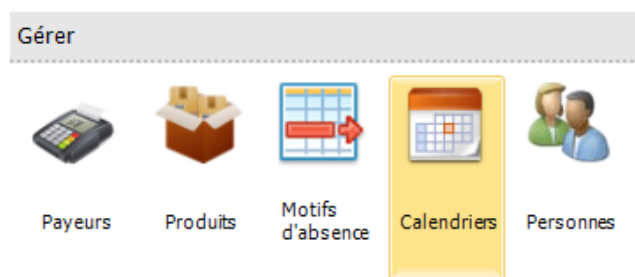 Gérer
Payeurs
Produits
Motifs
d'absence
Calendriers
Personnes